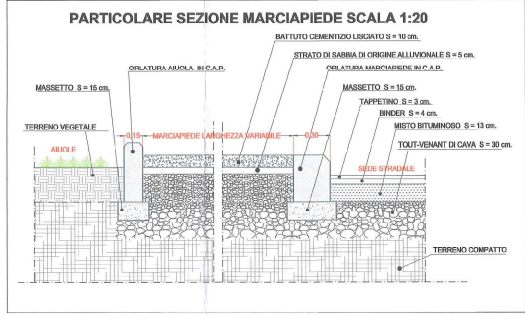 PARTICOLARE SEZIONE MARCIAPIEDE SCALA 1:20
BATTUTO CEMENTIZIO LISCIATO S = 10 cm.
STRATO DI SABBIA DI ORIGINE ALLUVIONALE S = 5 cm.
ORLATURA AIUOLA IN C.A.P.
ORLATURA MARCIAPIEDE IN C.A.P.
MASSETTO S = 15 cm.
MASSETTO S = 15 cm.
TAPPETINO S = 3 cm.
BINDER S = 4 cm.
TERRENO VEGETALE
0,15
MARCIAPIEDE LARGHEZZA VARIABILE
0,30
MISTO BITUMINOSO S = 13 cm.
TOUT-VENANT DI CAVA S = 30 cm.
AIUOLE
SEDE STRADALE
TERRENO COMPATTO